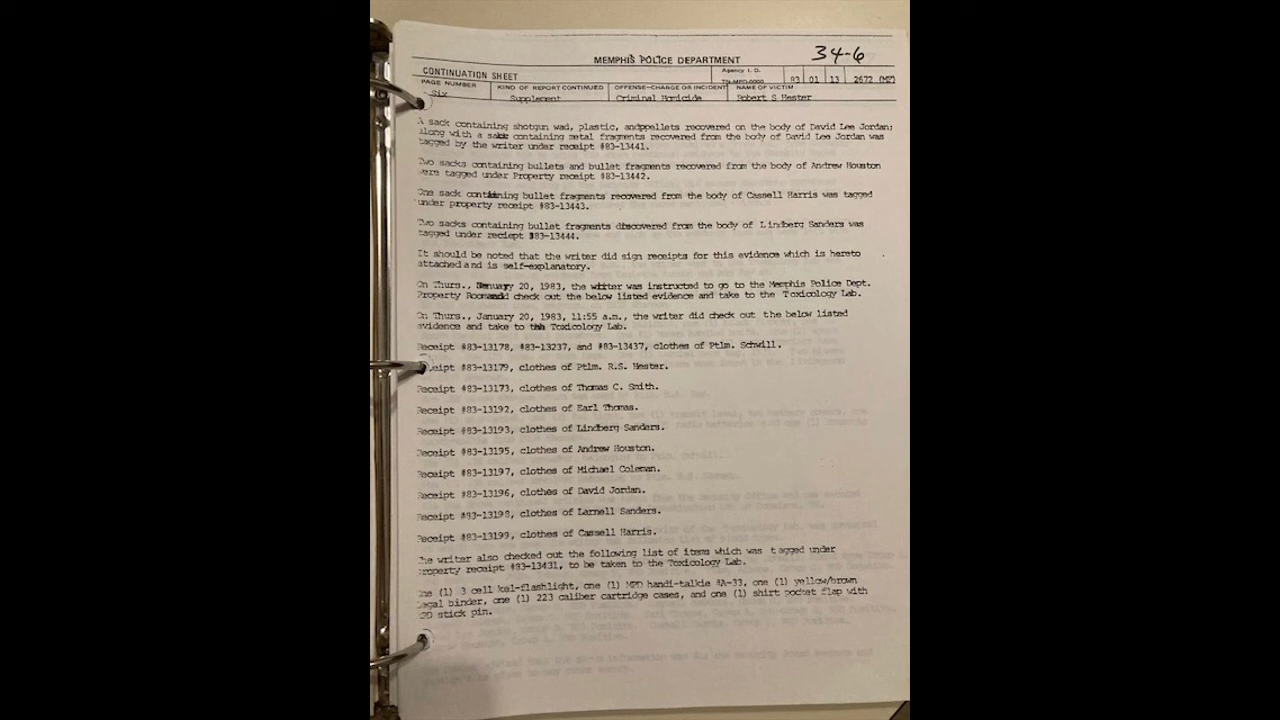 34-6
MEMPHIS POLICE DEPARTMENT
CONTINUATION SHEET
Agency I. D.
TN-MPD-0000 83 01 13 2672 (MP)
PAGE NUMBER KIND OF REPORT CONTINUED OFFENSE-CHARGE OR INCIDENT NAME OF VICTIM
Six Supplement Criminal Homicide Robert S Hester
A sack containing shotgun wad, plastic, andppellets recovered on the body of David Lee Jordan;
along with a sack containing metal fragments recovered from the body of David Lee Jordan was
tagged by the writer under receipt #83-13441.
Two sacks containing bullets and bullet fragments recovered from the body of Andrew Houston
were tagged under Property receipt #83-13442.
One sack containing bullet fragments recovered from the body of Cassell Harris was tagged
under property receipt #83-13443.
Two sacks containing bullet fragments discovered from the body of Lindberg Sanders was
tagged under reciept #83-13444.
It should be noted that the writer did sign receipts for this evidence which is hereto
attached and is self-explanatory.
On Thurs., January 20, 1983, the writer was instructed to go to the Memphis Police Dept.
Property Room and check out the below listed evidence and take to the Toxicology Lab.
On Thurs., January 20, 1983, 11:55 a.m., the writer did check out the below listed
evidence and take to the Toxicology Lab.
Receipt #83-13178, #83-13237, and #83-13437, clothes of Ptlm. Schwill.
ceipt #83-13179, clothes of Ptlm. R.S. Hester.
Receipt #83-13173, clothes of Thomas C. Smith.
Receipt #83-13192, clothes of Earl Thomas.
Receipt #83-13193, clothes of Lindberg Sanders.
Receipt #83-13195, clothes of Andrew Houston.
Receipt #83-13197, clothes of Michael Coleman.
Receipt #83-13196, clothes of David Jordan.
Receipt #83-13198, clothes of Larnell Sanders.
Receipt #83-13199, clothes of Cassell Harris.
The writer also checked out the following list of items which was tagged under
property receipt #83-13431, to be taken to the Toxicology Lab.
One (1) 3 cell kel-flashlight, one (1) MPD handi-talkie #A-33, one (1) yellow/brown
legal binder, one (1) 223 caliber cartridge cases, and one (1) shirt pocket flap with
stick pin.